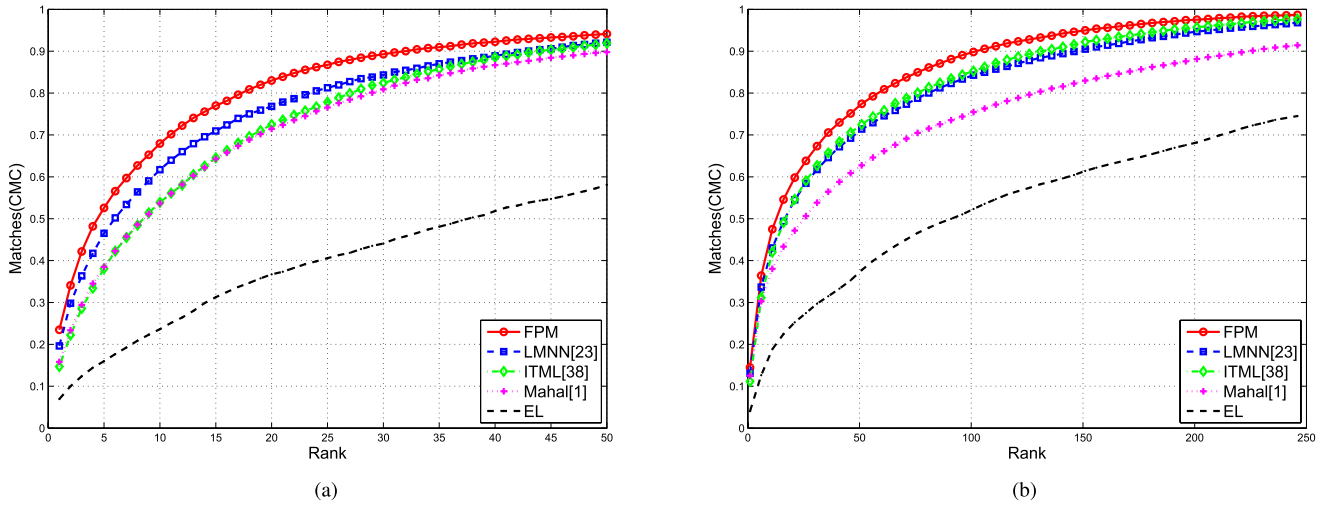 1
0.9
0.8
0.7
0.6
0.5
0.4
0.3
0.2
0.1
0
Matches(CMC)
0 5 10 15 20 25 30 35 40 45 50
Rank
FPM
LMNN[23]
ITML[38]
Mahal[1]
EL
(a)
1
0.9
0.8
0.7
0.6
0.5
0.4
0.3
0.2
0.1
0
Matches(CMC)
0 50 100 150 200 250
Rank
FPM
LMNN[23]
ITML[38]
Mahal[1]
EL
(b)